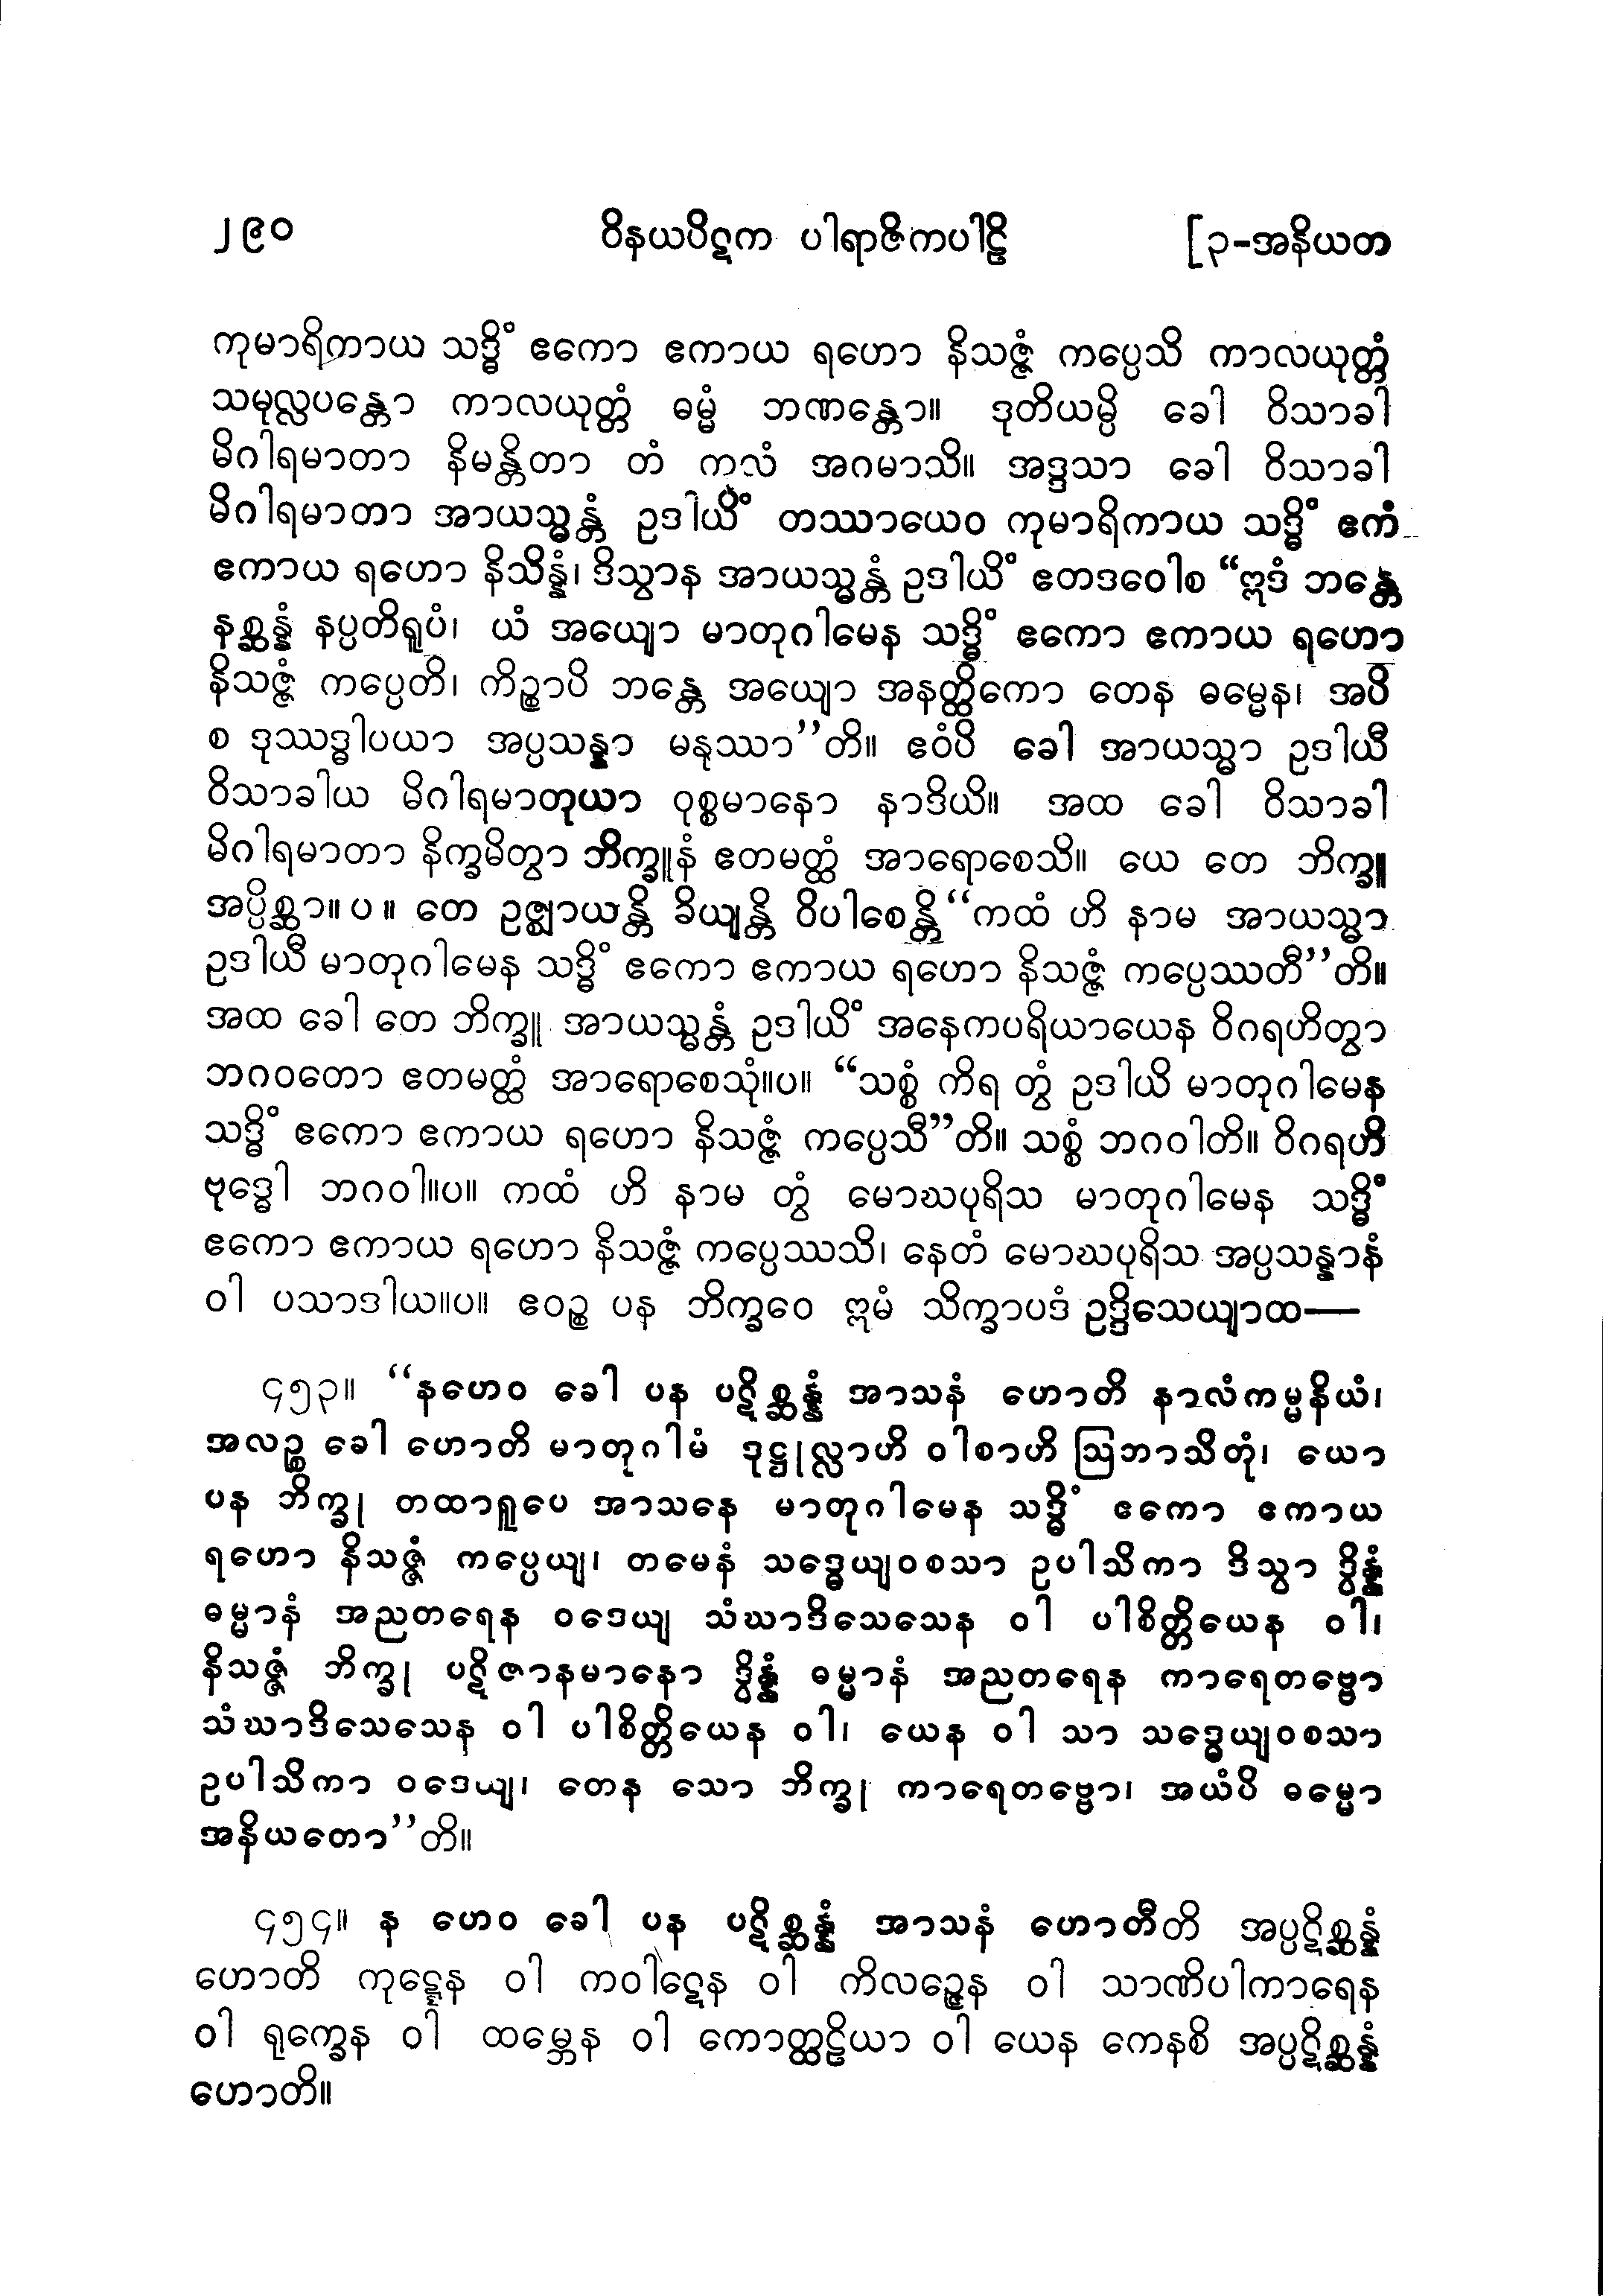 ၂၉၀ ဝိနယပိဋက ပါရာဇိကပါဠိ [၃-အနိယတ
ကုမာရိကာယ သဒ္ဓိံ ဧကော ဧကာယ ရဟော နိသဇ္ဇံ ကပ္ပေသိ ကာလယုတ္တံ
သမုလ္လပန္တော ကာလယုတ္တံ ဓမ္မံ ဘဏန္တော။ ဒုတိယမ္ပိ ခေါ ဝိသာခါ
မိဂါရမာတာ နိမန္တိတာ တံ ကုလံ အဂမာသိ။ အဒ္ဒသာ ခေါ ဝိသာခါ
မိဂါရမာတာ အာယသ္မန္တံ ဥဒါယိံ တဿာယေဝ ကုမာရိကာယ သဒ္ဓိံ ဧကံ
ဧကာယ ရဟော နိသိန္နံ၊ ဒိသွာန အာယသ္မန္တံ ဥဒါယိံ ဧတဒဝေါစ “ဣဒံ ဘန္တေ
နစ္ဆန္နံ နပ္ပတိရူပံ၊ ယံ အယျော မာတုဂါမေန သဒ္ဓိံ ဧကော ဧကာယ ရဟော
နိသဇ္ဇံ ကပ္ပေတိ၊ ကိဉ္စာပိ ဘန္တေ အယျော အနတ္ထိကော တေန ဓမ္မေန၊ အပိ
စ ဒုဿဒ္ဓါပယာ အပ္ပသန္နာ မနုဿာ”တိ။ ဧဝံပိ ခေါ အာယသ္မာ ဥဒါယီ
ဝိသာခါယ မိဂါရမာတုယာ ဝုစ္စမာနော နာဒိယိ။ အထ ခေါ ဝိသာခါ
မိဂါရမာတာ နိက္ခမိတွာ ဘိက္ခူနံ ဧတမတ္ထံ အာရောစေသိ။ ယေ တေ ဘိက္ခူ
အပ္ပိစ္ဆာ။ပ။ တေ ဥဇ္ဈာယန္တိ ခိယျန္တိ ဝိပါစေန္တိ “ကထံ ဟိ နာမ အာယသ္မာ
ဥဒါယီ မာတုဂါမေန သဒ္ဓိံ ဧကော ဧကာယ ရဟော နိသဇ္ဇံ ကပ္ပေဿတီ”တိ။
အထ ခေါ တေ ဘိက္ခူ အာယသ္မန္တံ ဥဒါယိံ အနေကပရိယာယေန ဝိဂရဟိတွာ
ဘဂဝတော ဧတမတ္ထံ အာရောစေသုံ။ပ။ “သစ္စံ ကိရ တွံ ဥဒါယိ မာတုဂါမေန
သဒ္ဓိံ ဧကော ဧကာယ ရဟော နိသဇ္ဇံ ကပ္ပေသီ”တိ။ သစ္စံ ဘဂဝါတိ။ ဝိဂရဟိ
ဗုဒ္ဓေါ ဘဂဝါ။ပ။ ကထံ ဟိ နာမ တွံ မောဃပုရိသ မာတုဂါမေန သဒ္ဓိံ
ဧကော ဧကာယ ရဟော နိသဇ္ဇံ ကပ္ပေဿသိ၊ နေတံ မောဃပုရိသ အပ္ပသန္နာနံ
ဝါ ပသာဒါယ။ပ။ ဧဝဉ္စ ပန ဘိက္ခဝေ ဣမံ သိက္ခာပဒံ ဥဒ္ဒိသေယျာထ—
၄၅၃။ “နဟေဝ ခေါ ပန ပဋိစ္ဆန္နံ အာသနံ ဟောတိ နာလံကမ္မနိယံ၊
အလဉ္စ ခေါ ဟောတိ မာတုဂါမံ ဒုဋ္ဌုလ္လာဟိ ဝါစာဟိ ဩဘာသိတုံ၊ ယော
ပန ဘိက္ခု တထာရူပေ အာသနေ မာတုဂါမေန သဒ္ဓိံ ဧကော ဧကာယ
ရဟော နိသဇ္ဇံ ကပ္ပေယျ၊ တမေနံ သဒ္ဓေယျဝစသာ ဥပါသိကာ ဒိသွာ ဒွိန္နံ
ဓမ္မာနံ အညတရေန ဝဒေယျ သံဃာဒိသေသေန ဝါ ပါစိတ္တိယေန ဝါ၊
နိသဇ္ဇံ ဘိက္ခု ပဋိဇာနမာနော ဒွိန္နံ ဓမ္မာနံ အညတရေန ကာရေတဗ္ဗော
သံဃာဒိသေသေန ဝါ ပါစိတ္တိယေန ဝါ၊ ယေန ဝါ သာ သဒ္ဓေယျဝစသာ
ဥပါသိကာ ဝဒေယျ၊ တေန သော ဘိက္ခု ကာရေတဗ္ဗော၊ အယံပိ ဓမ္မော
အနိယတော”တိ။
၄၅၄။ န ဟေဝ ခေါ ပန ပဋိစ္ဆန္နံ အာသနံ ဟောတီတိ အပ္ပဋိစ္ဆန္နံ
ဟောတိ ကုဋ္ဋေန ဝါ ကဝါဋေန ဝါ ကိလဉ္ဇေန ဝါ သာဏိပါကာရေန
ဝါ ရုက္ခေန ဝါ ထမ္ဘေန ဝါ ကောတ္ထဠိယာ ဝါ ယေန ကေနစိ အပ္ပဋိစ္ဆန္နံ
ဟောတိ။